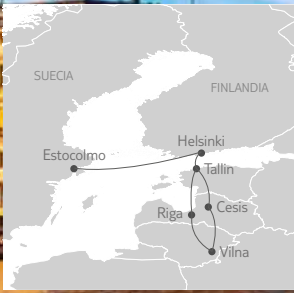 SUECIA
FINLANDIA
Helsinki
Estocolmo
Tallin
Riga
Cesis
Vilna